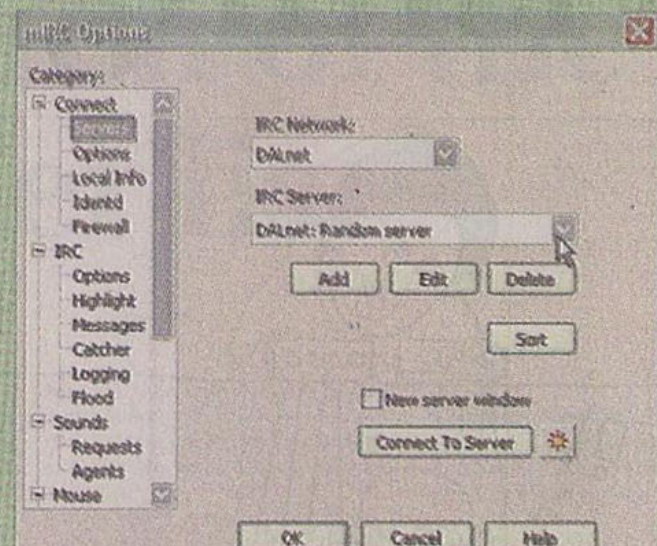 mIRC Options
Category:
Connect
Servers
Options
Local Info
Identd
Firewall
IRC
Options
Highlight
Messages
Catcher
Logging
Flood
Sounds
Requests
Agents
Mouse
IRC Network:
DALnet
IRC Server:
DALnet: Random server
Add Edit Delete
Sort
New server window
Connect To Server
OK Cancel Help